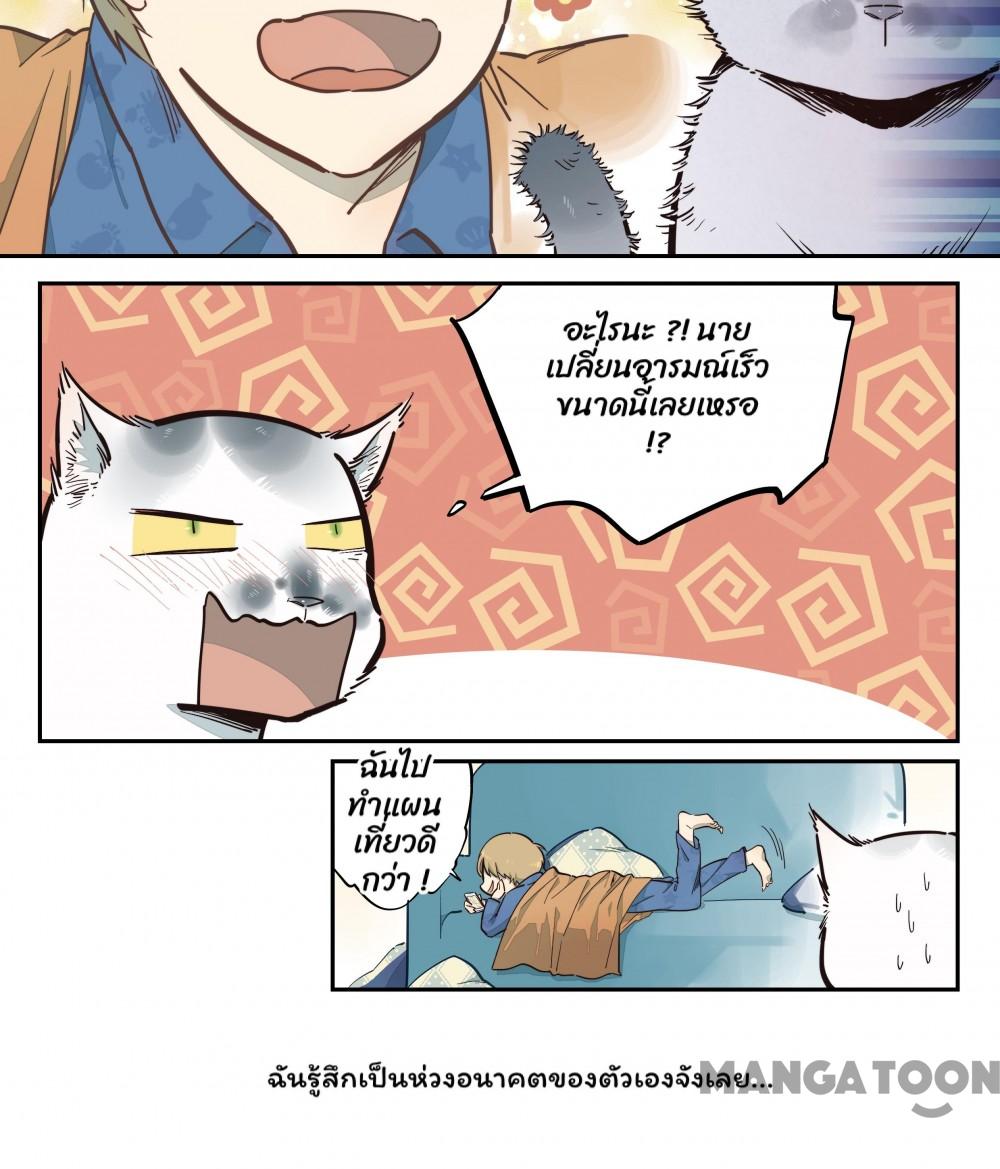 อะไรนะ ?! นาย
เปลี่ยนอารมณ์เร็ว
ขนาดนี้เลยเหรอ
!?
ฉันไป
ทำแผน
เที่ยวดี
กว่า !
ฉันรู้สึกเป็นห่วงอนาคตของตัวเองจังเลย...
MANGATOON